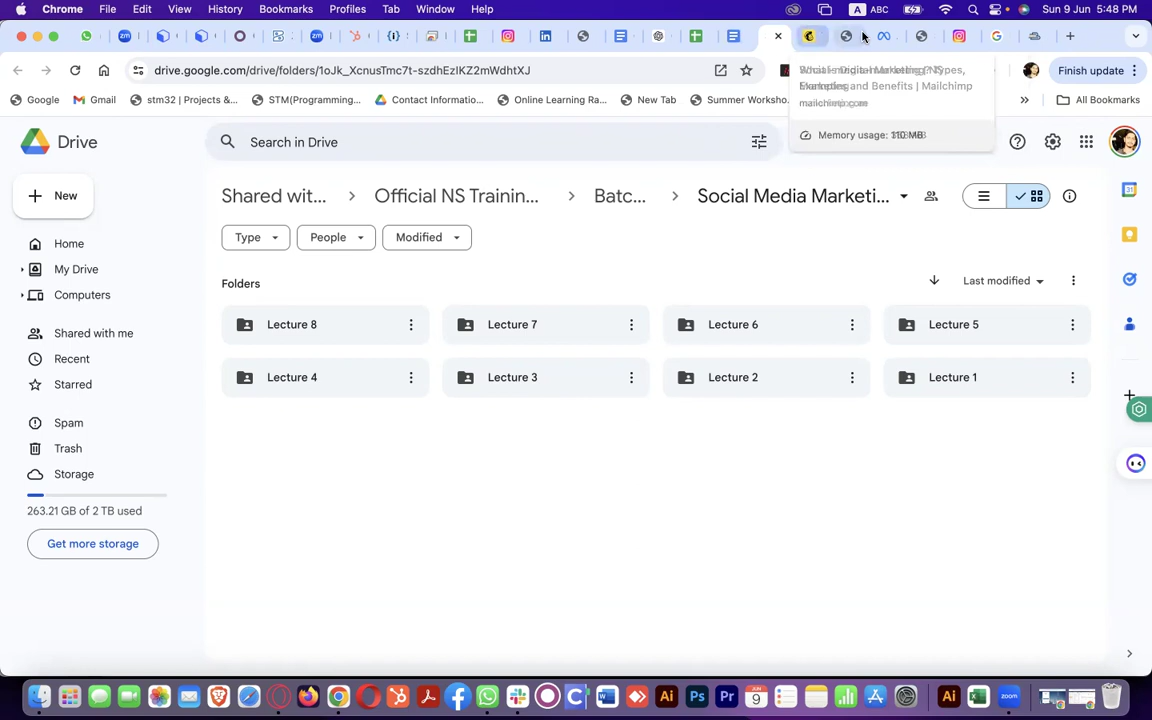 Chrome File Edit View History Bookmarks Profiles Tab Window Help A ABC Sun 9 Jun 5:48 PM
drive.google.com/drive/folders/1oJk_XcnusTmc7t-szdhEzIKZ2mWdhtXJ Finish update
Google Gmail stm32 | Projects &... STM(Programming... Contact Informatio... Online Learning Ra... New Tab Summer Worksho. » All Bookmarks
Examples and Benefits | Mailchimp
Memory usage:
Drive Search in Drive
New
Home
My Drive
Computers
Shared with me
Recent
Starred
Spam
Trash
Storage
263.21 GB of 2 TB used
Get more storage
Shared wit... > Official NS Trainin... > Batc... > Social Media Marketi...
Type People Modified
Folders Last modified
Lecture 8 Lecture 7 Lecture 6 Lecture 5
Lecture 4 Lecture 3 Lecture 2 Lecture 1